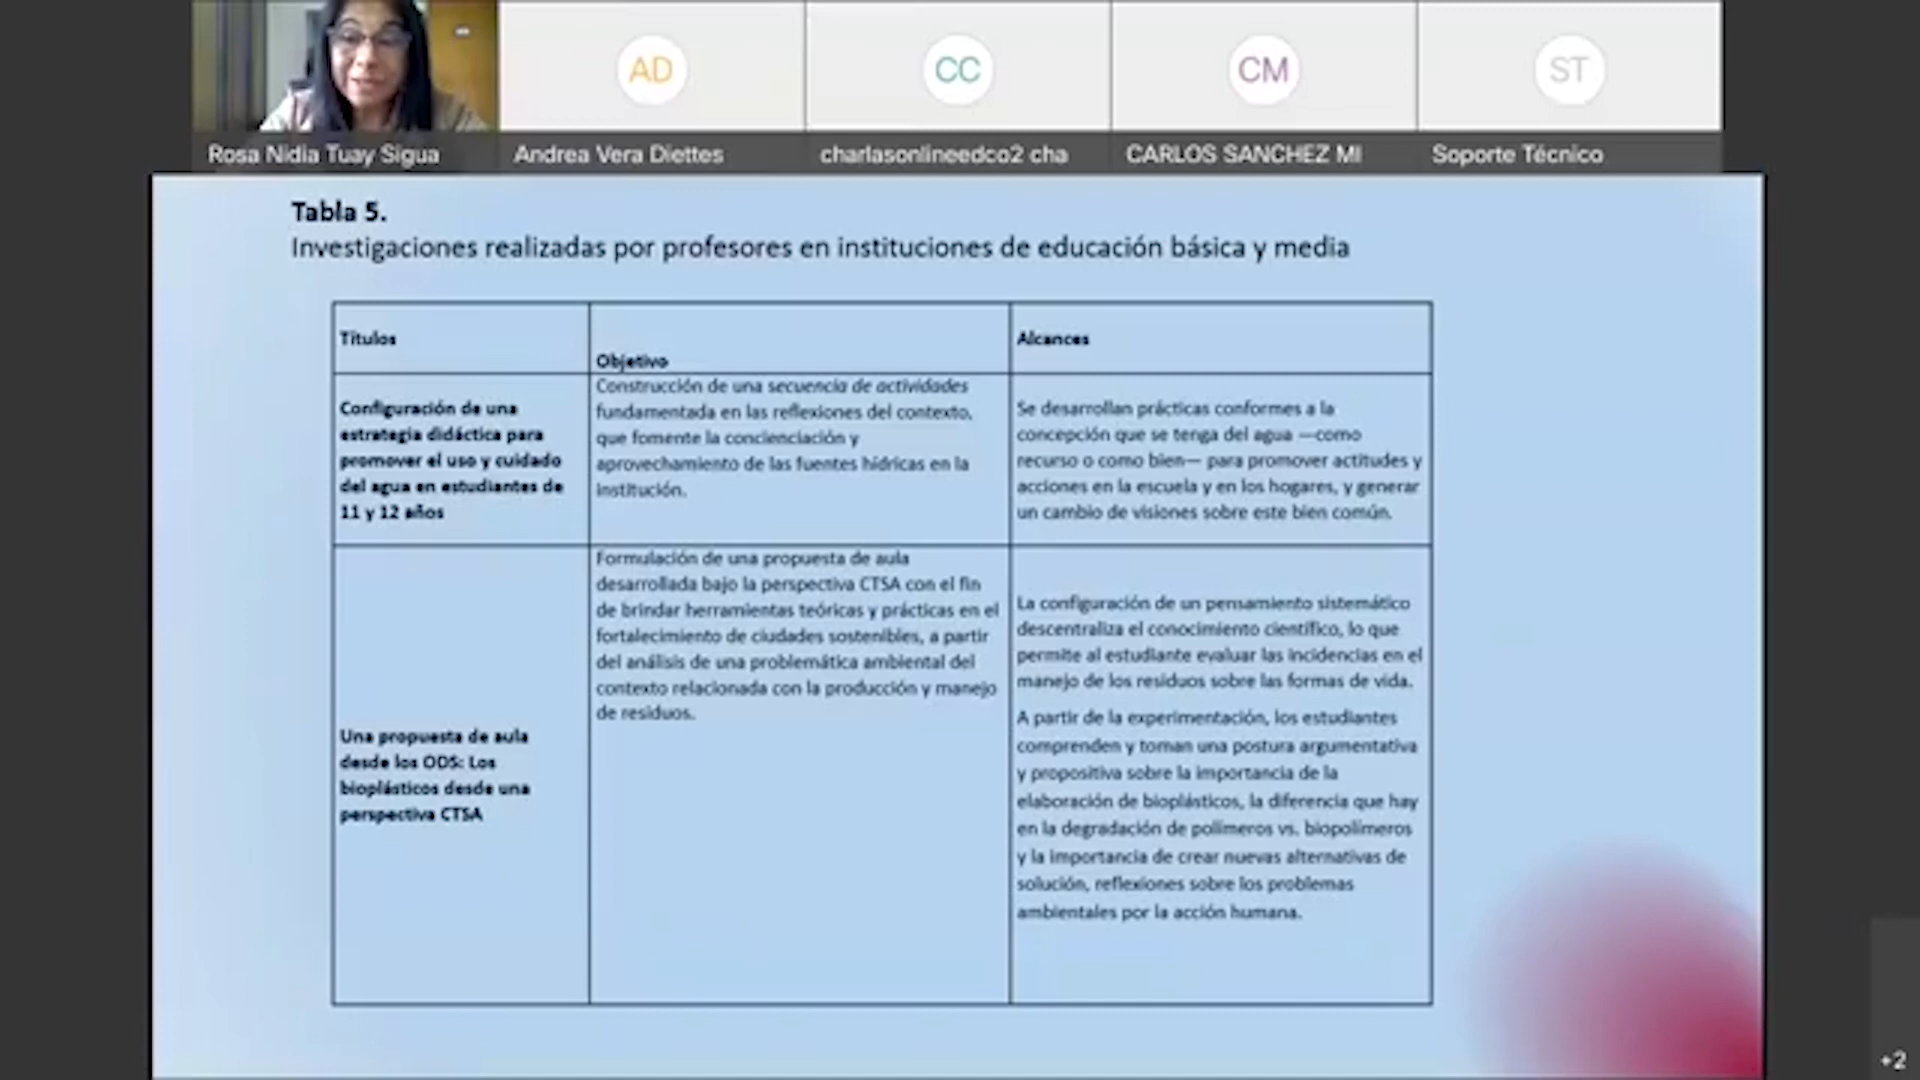 AD
CC
CM
ST
Rosa Nidia Tuay Sigua
Andrea Vera Diettes
charlasonlineedco2 cha
CARLOS SANCHEZ MI
Soporte Técnico
Tabla 5.
Investigaciones realizadas por profesores en instituciones de educación básica y media
Títulos
Objetivo
Alcances
Configuración de una
estrategia didáctica para
promover el uso y cuidado
del agua en estudiantes de
11 y 12 años
Construcción de una secuencia de actividades
fundamentada en las reflexiones del contexto,
que fomente la concienciación y
aprovechamiento de las fuentes hídricas en la
institución.
Se desarrollan prácticas conformes a la
concepción que se tenga del agua —como
recurso o como bien— para promover actitudes y
acciones en la escuela y en los hogares, y generar
un cambio de visiones sobre este bien común.
Una propuesta de aula
desde los ODS: Los
bioplásticos desde una
perspectiva CTSA
Formulación de una propuesta de aula
desarrollada bajo la perspectiva CTSA con el fin
de brindar herramientas teóricas y prácticas en el
fortalecimiento de ciudades sostenibles, a partir
del análisis de una problemática ambiental del
contexto relacionada con la producción y manejo
de residuos.
La configuración de un pensamiento sistemático
descentraliza el conocimiento científico, lo que
permite al estudiante evaluar las incidencias en el
manejo de los residuos sobre las formas de vida.
A partir de la experimentación, los estudiantes
comprenden y toman una postura argumentativa
y propositiva sobre la importancia de la
elaboración de bioplásticos, la diferencia que hay
en la degradación de polímeros vs. biopolímeros
y la importancia de crear nuevas alternativas de
solución, reflexiones sobre los problemas
ambientales por la acción humana.
+2